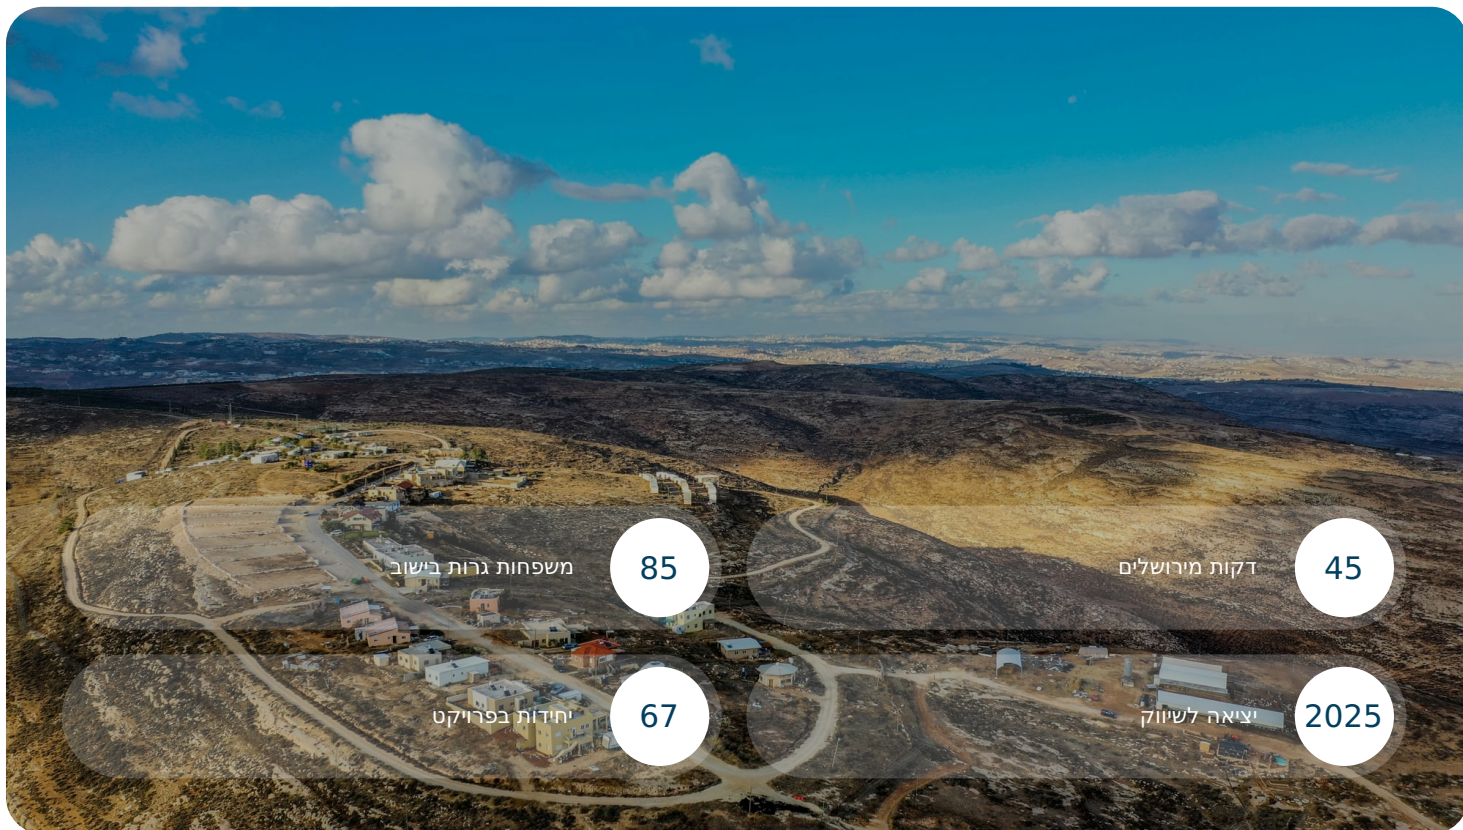 45
דקות מירושלים
85
משפחות גרות בישוב
2025
יציאה לשיווק
67
יחידות בפרויקט